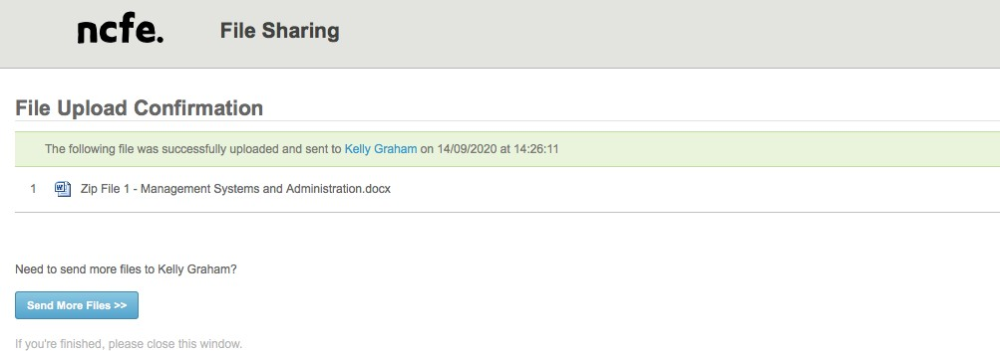 ncfe. File Sharing
File Upload Confirmation
The following file was successfully uploaded and sent to Kelly Graham on 14/09/2020 at 14:26:11
1 Zip File 1 - Management Systems and Administration.docx
Need to send more files to Kelly Graham?
Send More Files >>
If you're finished, please close this window.